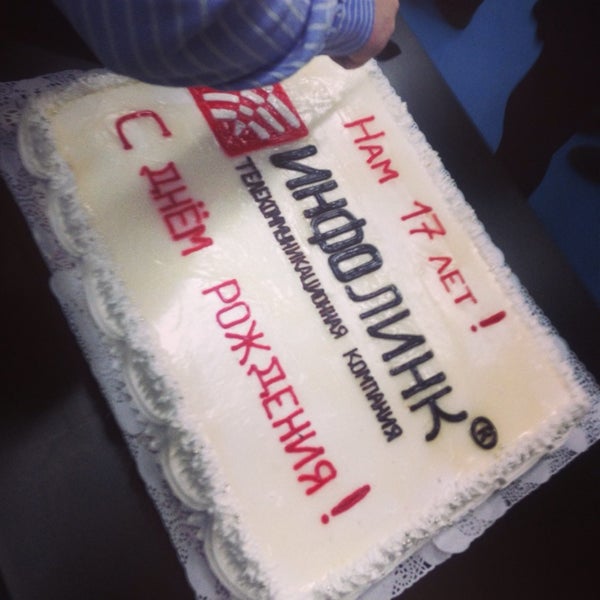 Нам 17 лет!
ИНФОЛИНК®
ТЕЛЕКОММУНИКАЦИОННАЯ КОМПАНИЯ
С ДНЁМ РОЖДЕНИЯ!